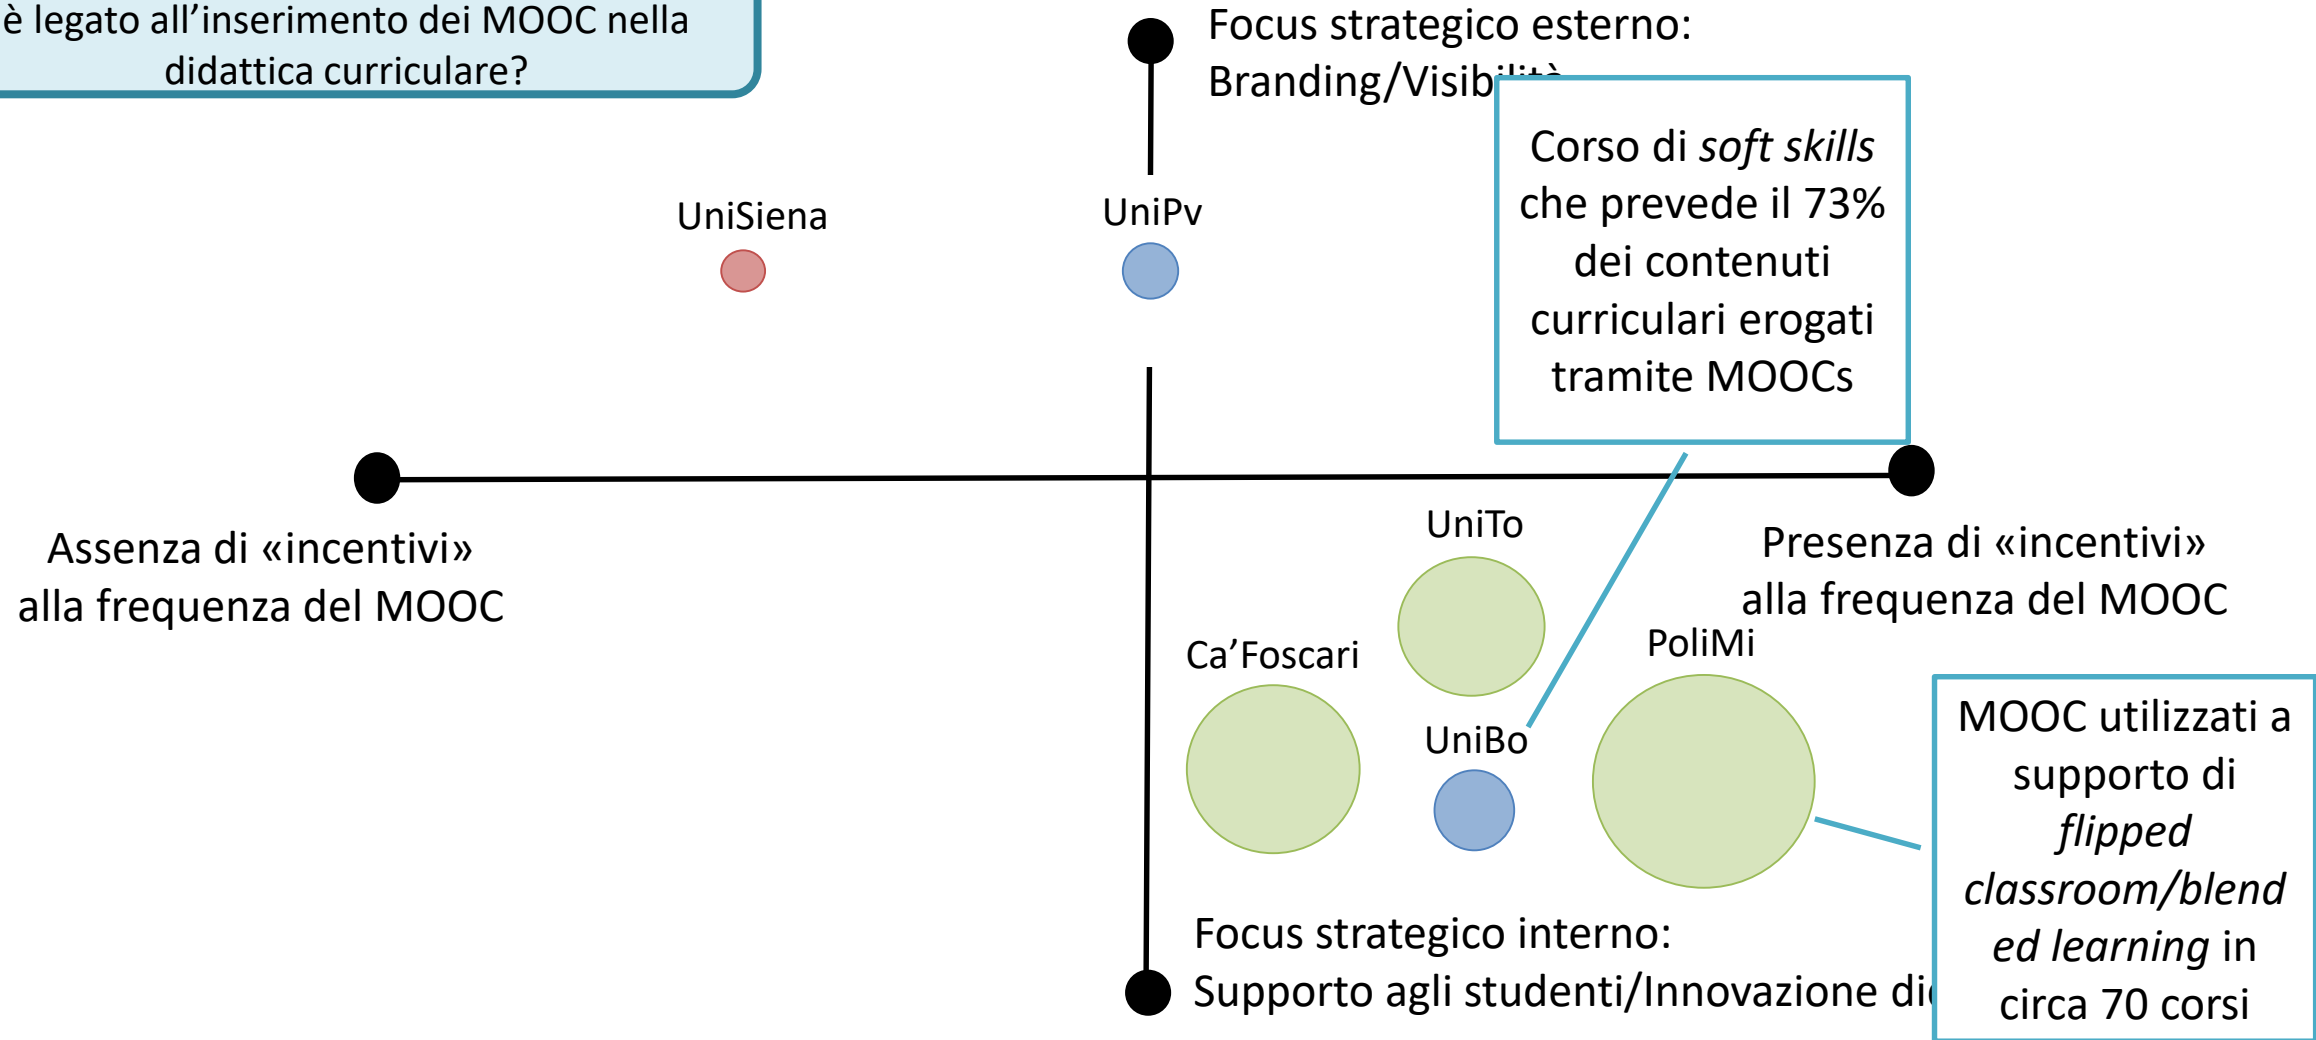 è legato all’inserimento dei MOOC nella
didattica curriculare?
Focus strategico esterno:
Branding/Visibilità
Corso di soft skills
che prevede il 73%
dei contenuti
curriculari erogati
tramite MOOCs
UniSiena
UniPv
Assenza di «incentivi»
alla frequenza del MOOC
Presenza di «incentivi»
alla frequenza del MOOC
UniTo
Ca’Foscari
PoliMi
UniBo
MOOC utilizzati a
supporto di
flipped
classroom/blend
ed learning in
circa 70 corsi
Focus strategico interno:
Supporto agli studenti/Innovazione